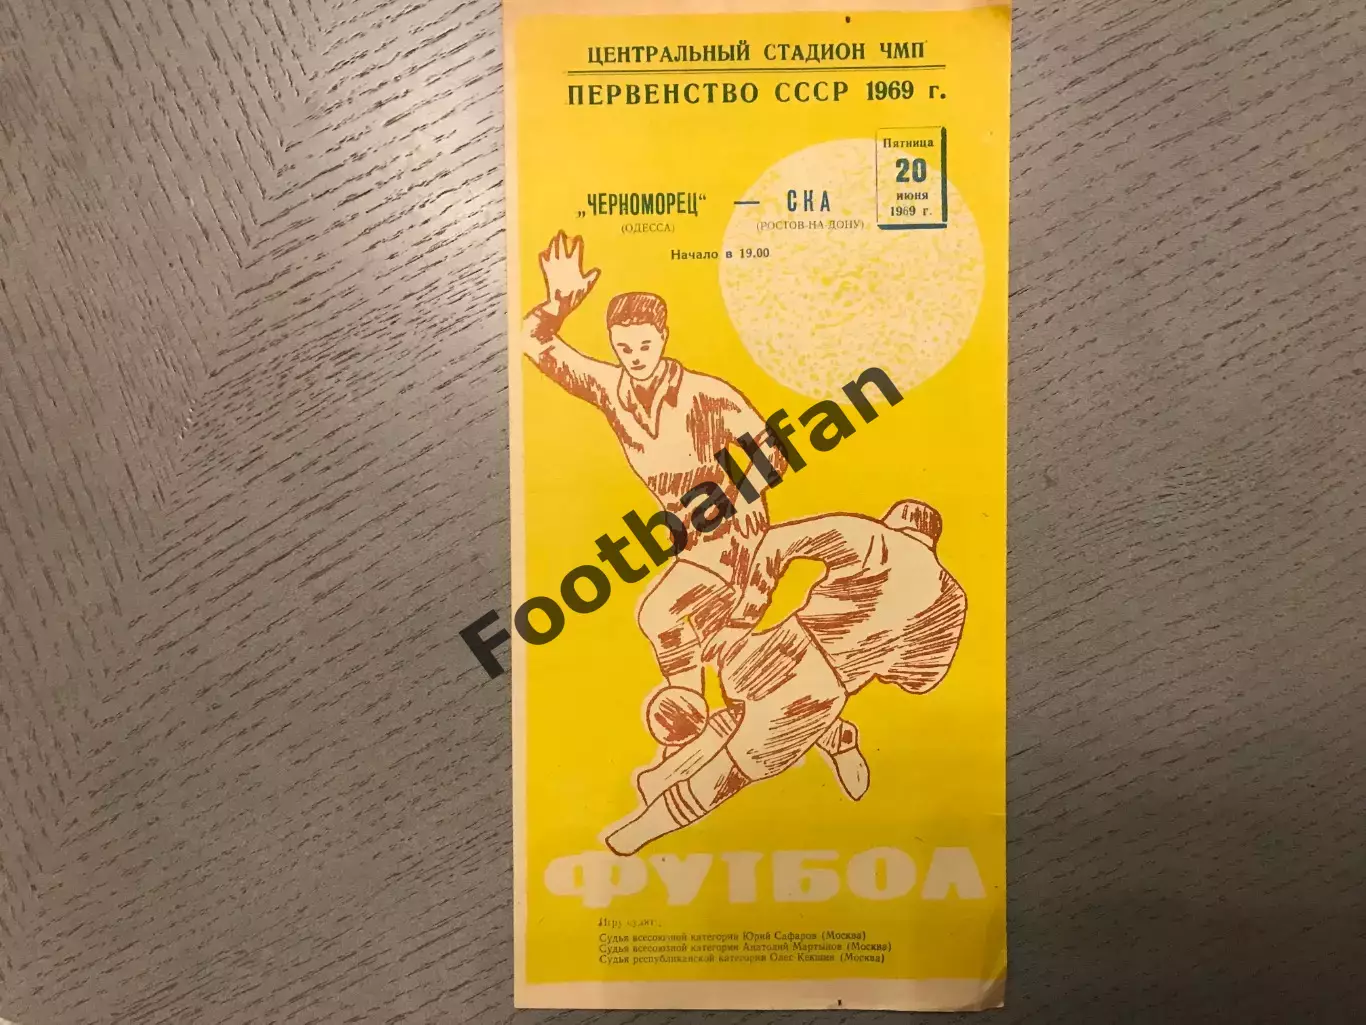 ЦЕНТРАЛЬНЫЙ СТАДИОН ЧМП
ПЕРВЕНСТВО СССР 1969 г.
Пятница
20
июня
1969 г.
„ЧЕРНОМОРЕЦ“ — СКА
(ОДЕССА) (РОСТОВ-НА-ДОНУ)
Начало в 19.00
Footballfan
ФУТБОЛ
Игру судят:
Судья всесоюзной категории Юрий Сафаров (Москва)
Судья всесоюзной категории Анатолий Мартынов (Москва)
Судья республиканской категории Олег Кекшин (Москва)